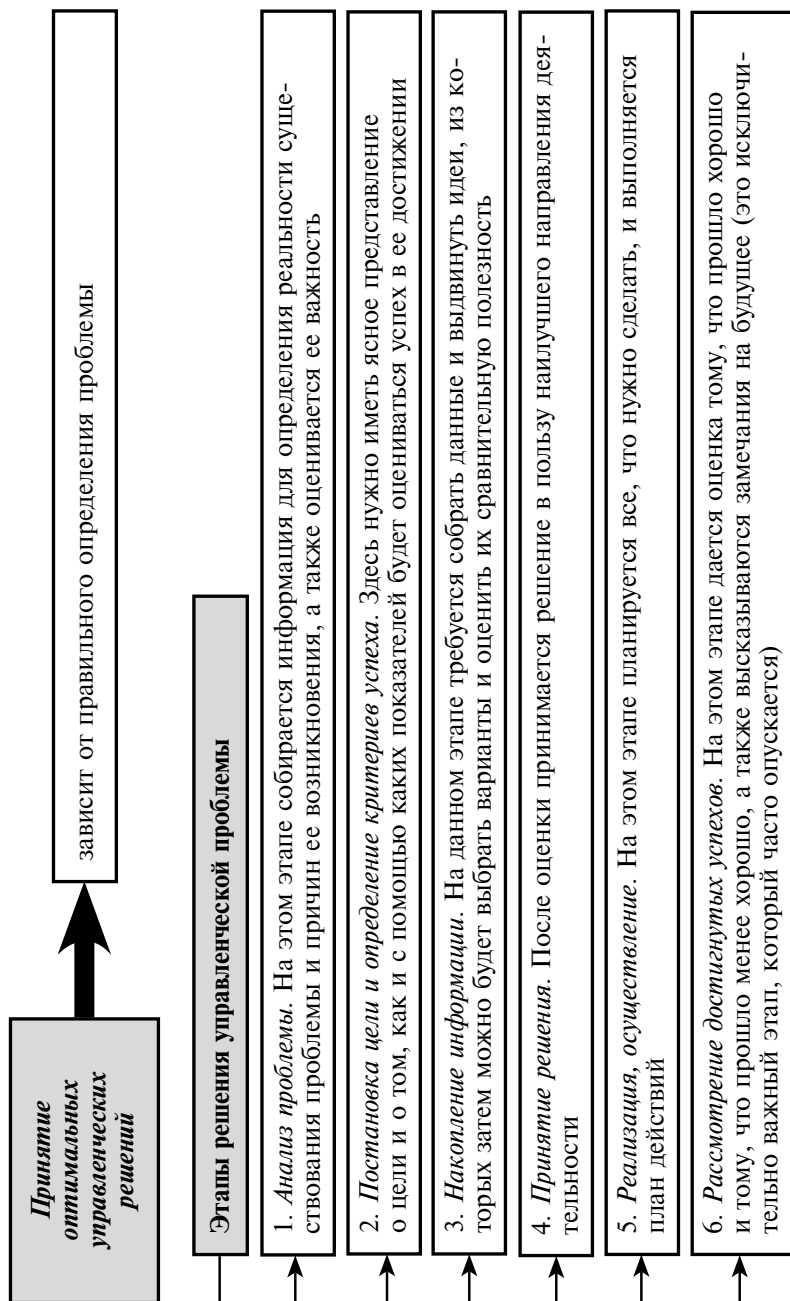 Принятие
оптимальных
управленческих
решений
зависит от правильного определения проблемы
Этапы решения управленческой проблемы
1. Анализ проблемы. На этом этапе собирается информация для определения реальности суще-
ствования проблемы и причин ее возникновения, а также оценивается ее важность
2. Постановка цели и определение критериев успеха. Здесь нужно иметь ясное представление
о цели и о том, как и с помощью каких показателей будет оцениваться успех в ее достижении
3. Накопление информации. На данном этапе требуется собрать данные и выдвинуть идеи, из ко-
торых затем можно будет выбрать варианты и оценить их сравнительную полезность
4. Принятие решения. После оценки принимается решение в пользу наилучшего направления дея-
тельности
5. Реализация, осуществление. На этом этапе планируется все, что нужно сделать, и выполняется
план действий
6. Рассмотрение достигнутых успехов. На этом этапе дается оценка тому, что прошло хорошо
и тому, что прошло менее хорошо, а также высказываются замечания на будущее (это исключи-
тельно важный этап, который часто опускается)